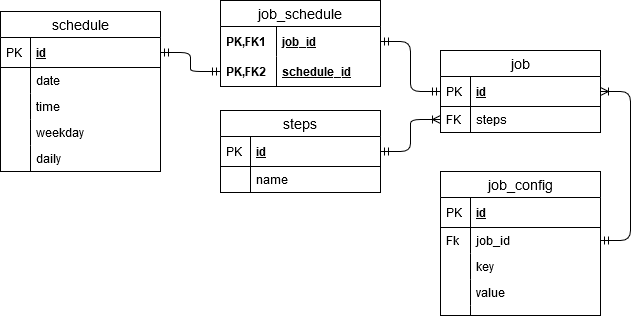 schedule
PK id
date
time
weekday
daily
job_schedule
PK,FK1 job_id
PK,FK2 schedule_id
steps
PK id
name
job
PK id
FK steps
job_config
PK id
Fk job_id
key
value